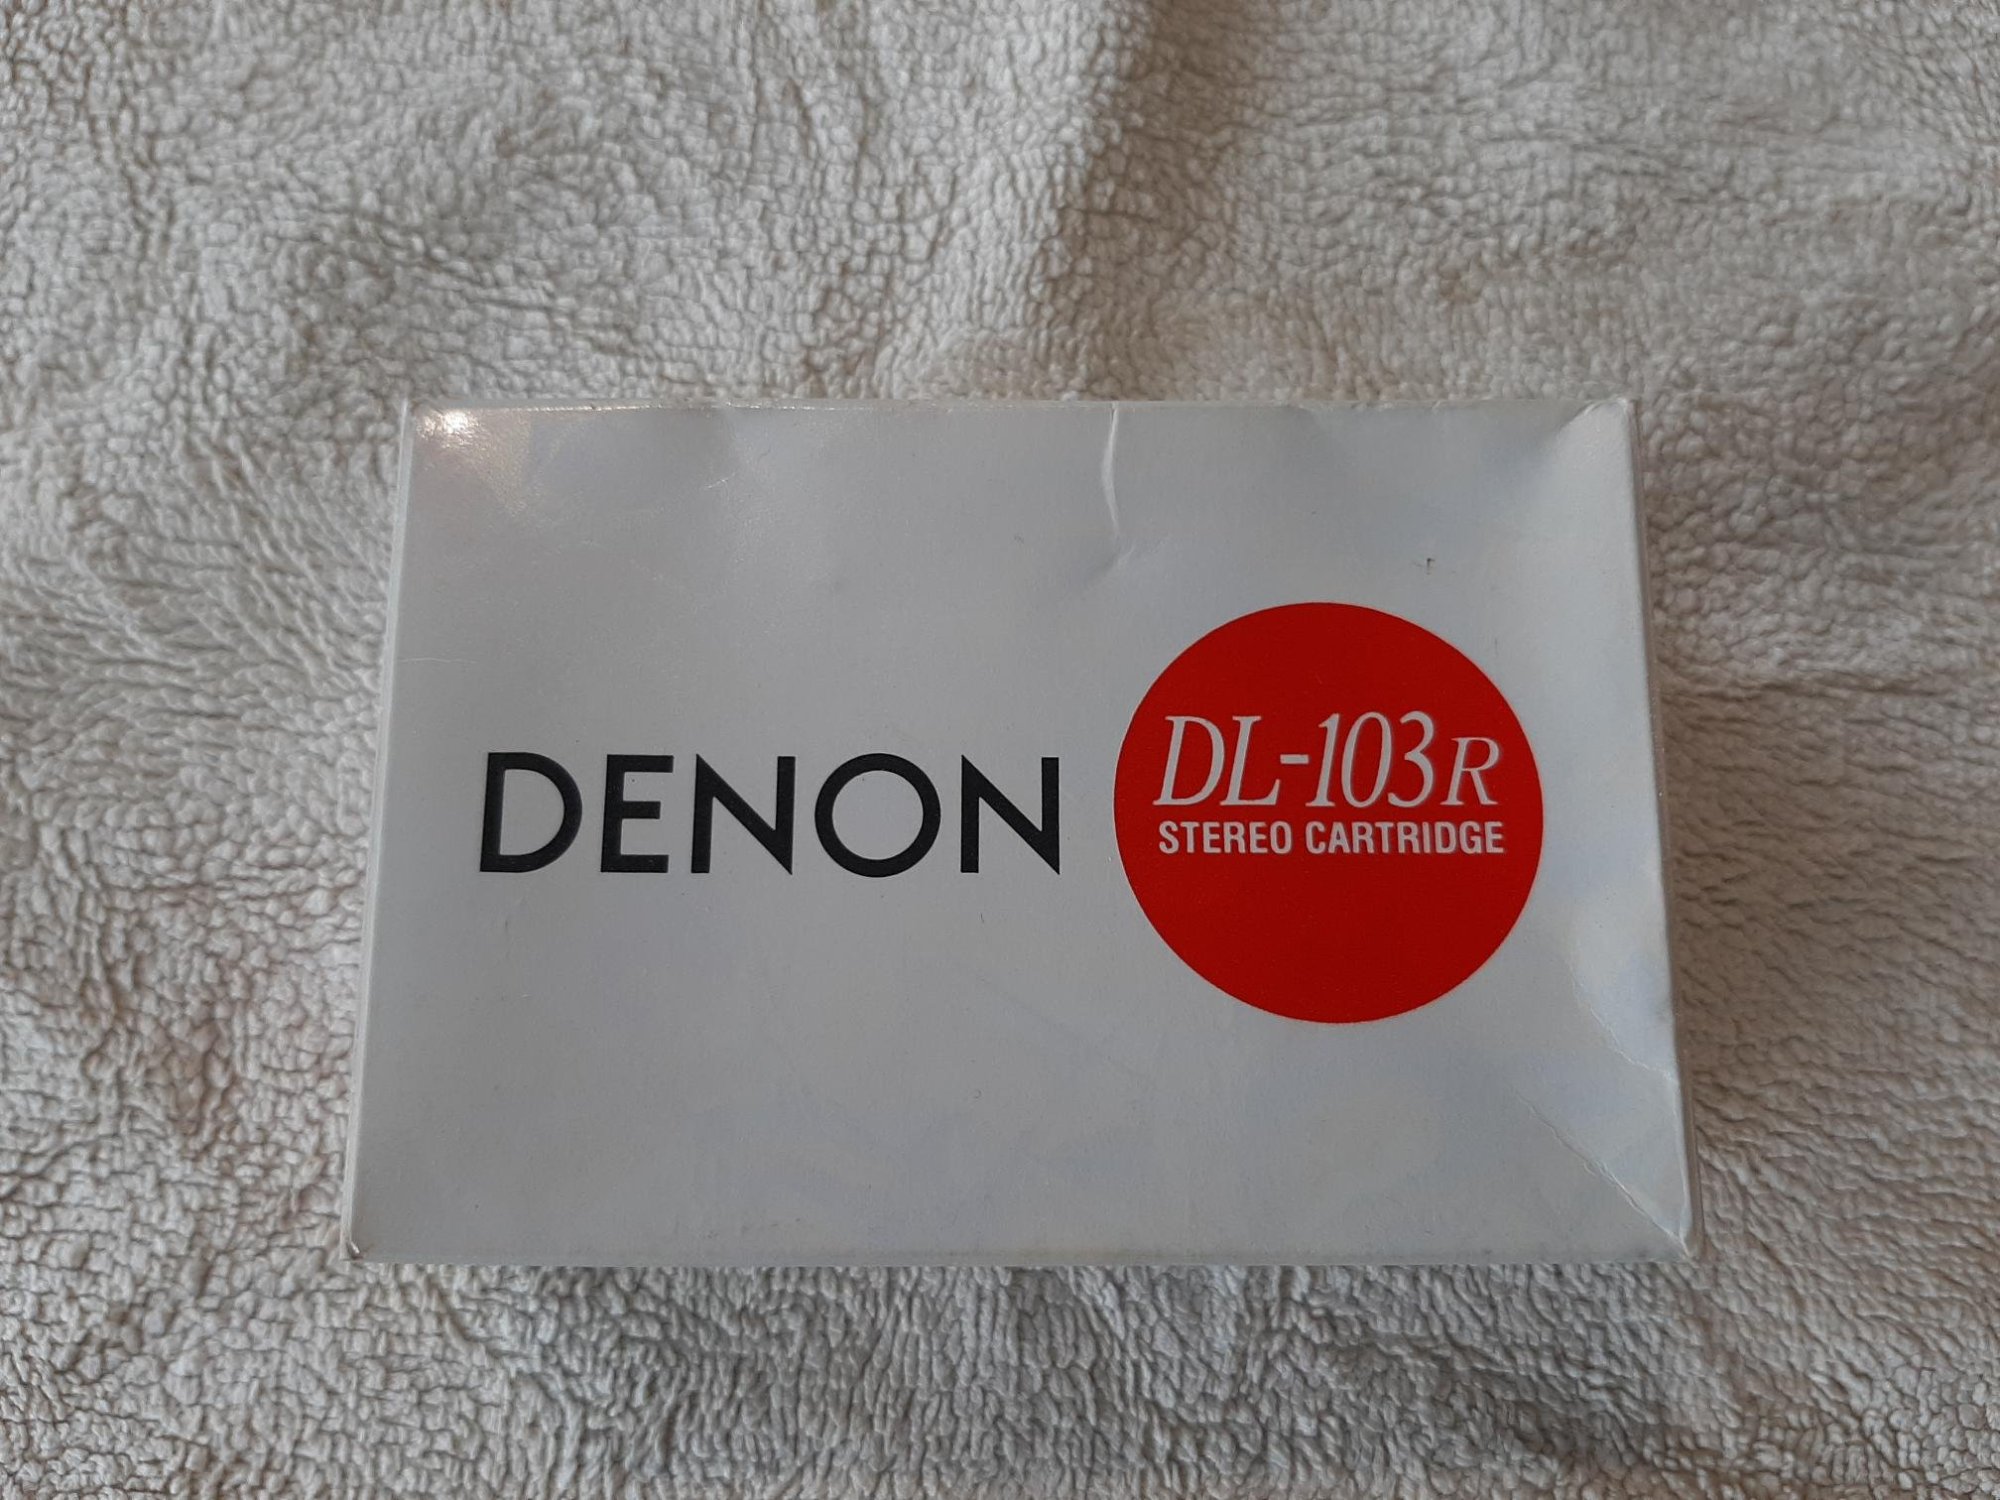 DENON
DL-103R
STEREO CARTRIDGE